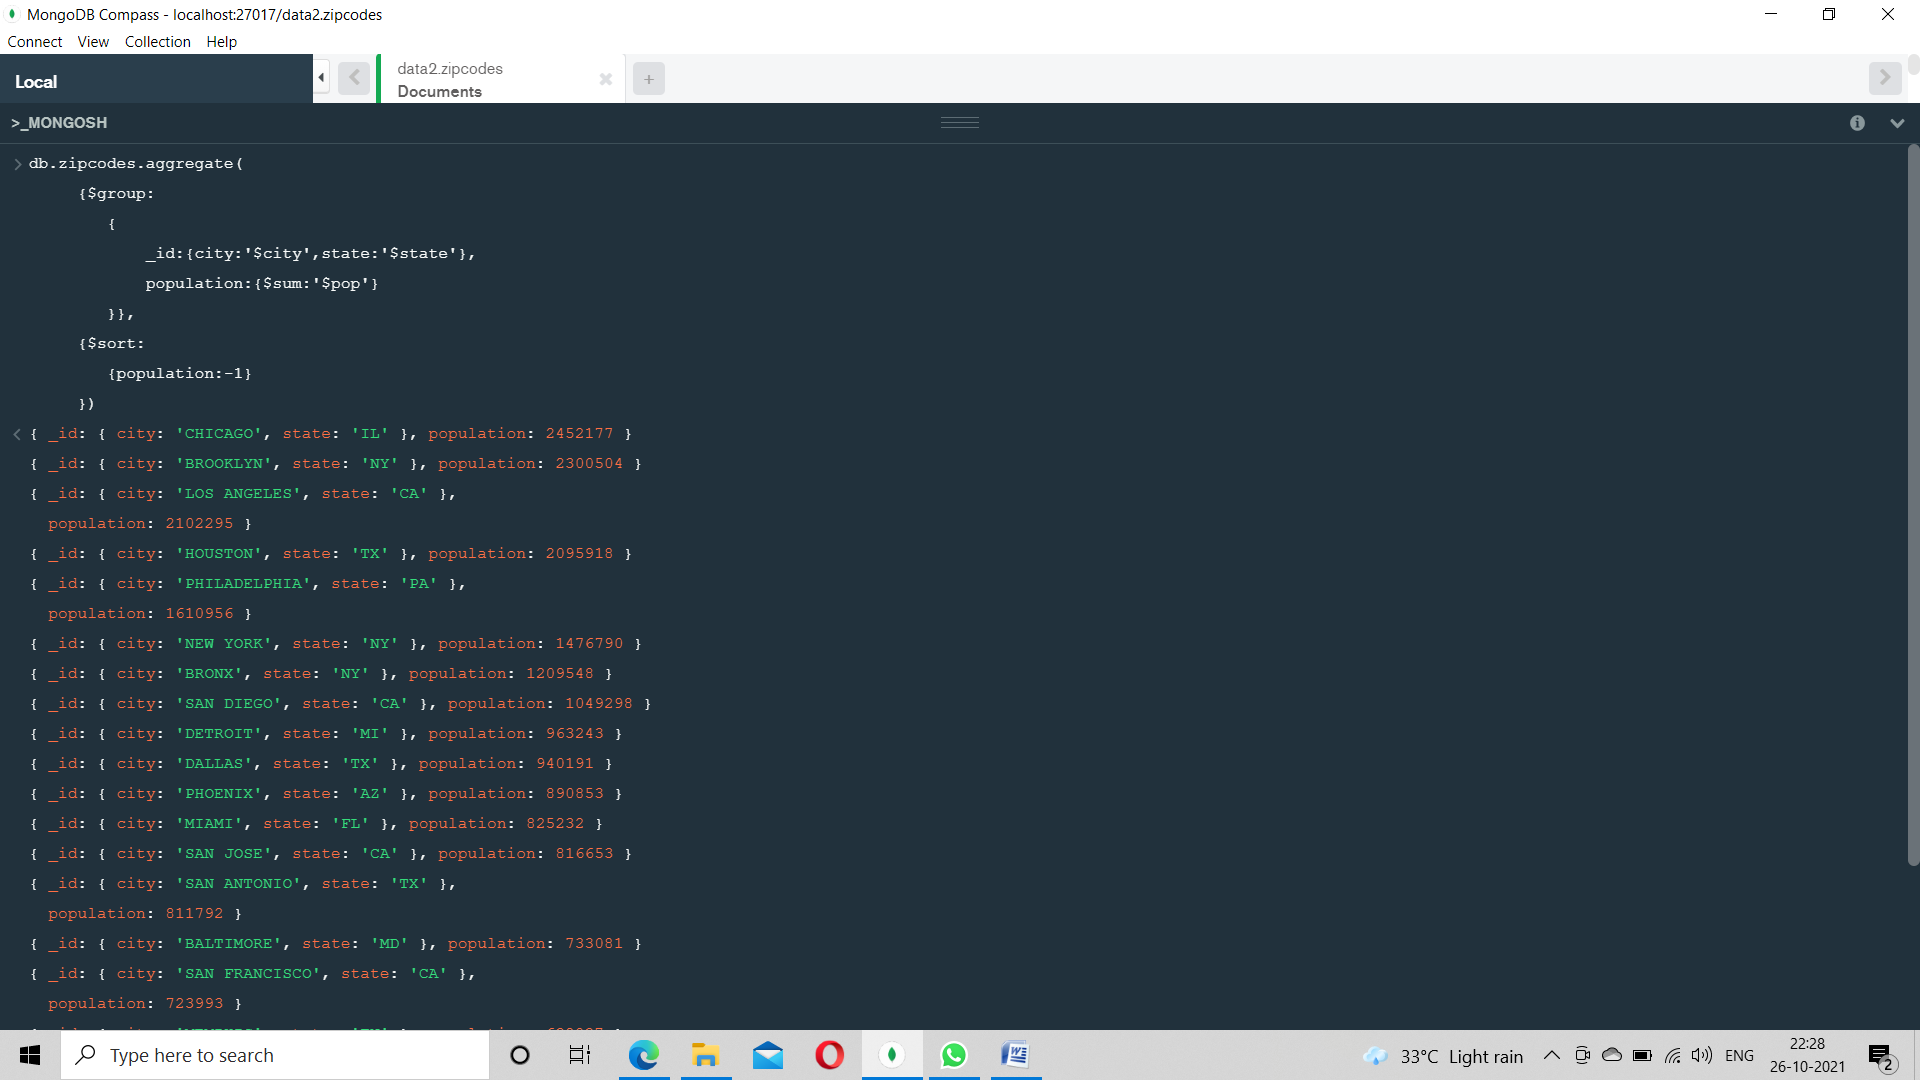 MongoDB Compass - localhost:27017/data2.zipcodes
Connect View Collection Help
Local
data2.zipcodes
Documents
>_MONGOSH
db.zipcodes.aggregate(
{$group:
{
_id:{city:'$city',state:'$state'},
population:{$sum:'$pop'}
}},
{$sort:
{population:-1}
})
{ _id: { city: 'CHICAGO', state: 'IL' }, population: 2452177 }
{ _id: { city: 'BROOKLYN', state: 'NY' }, population: 2300504 }
{ _id: { city: 'LOS ANGELES', state: 'CA' },
population: 2102295 }
{ _id: { city: 'HOUSTON', state: 'TX' }, population: 2095918 }
{ _id: { city: 'PHILADELPHIA', state: 'PA' },
population: 1610956 }
{ _id: { city: 'NEW YORK', state: 'NY' }, population: 1476790 }
{ _id: { city: 'BRONX', state: 'NY' }, population: 1209548 }
{ _id: { city: 'SAN DIEGO', state: 'CA' }, population: 1049298 }
{ _id: { city: 'DETROIT', state: 'MI' }, population: 963243 }
{ _id: { city: 'DALLAS', state: 'TX' }, population: 940191 }
{ _id: { city: 'PHOENIX', state: 'AZ' }, population: 890853 }
{ _id: { city: 'MIAMI', state: 'FL' }, population: 825232 }
{ _id: { city: 'SAN JOSE', state: 'CA' }, population: 816653 }
{ _id: { city: 'SAN ANTONIO', state: 'TX' },
population: 811792 }
{ _id: { city: 'BALTIMORE', state: 'MD' }, population: 733081 }
{ _id: { city: 'SAN FRANCISCO', state: 'CA' },
population: 723993 }
Type here to search
33°C Light rain
ENG
22:28
26-10-2021
2